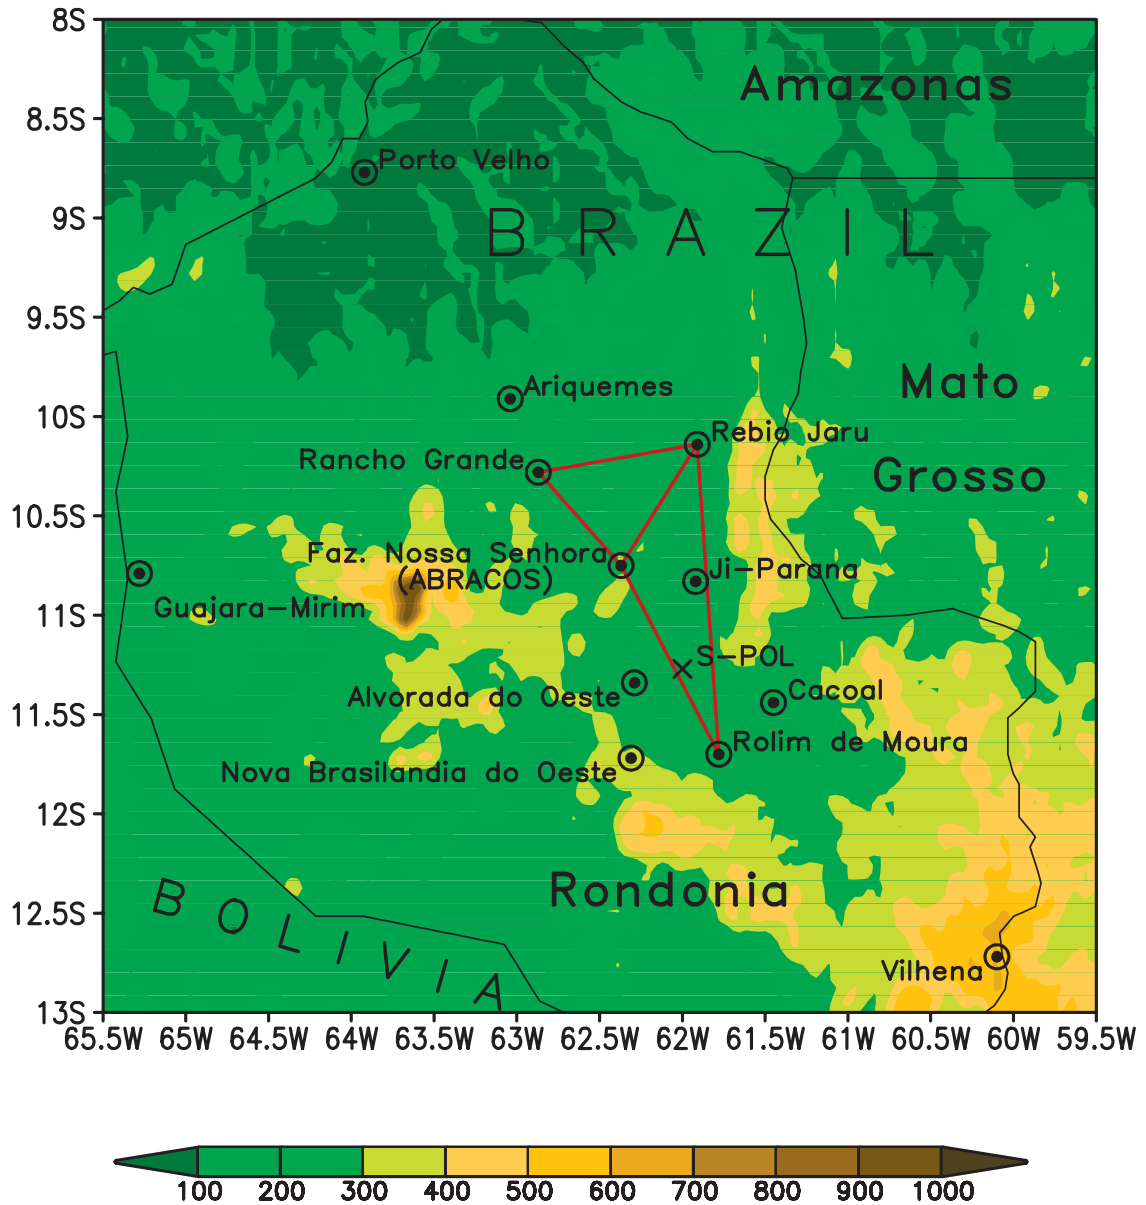 8S
Amazonas
8.5S
Porto Velho
9S
BRAZIL
9.5S
Mato
Ariquemes
10S
Rebio Jaru
Rancho Grande
Grosso
10.5S
Faz. Nossa Senhora
(ABRACOS)
Ji-Parana
Guajara-Mirim
11S
S-POL
Alvorada do Oeste
Cacoal
11.5S
Rolim de Moura
Nova Brasilandia do Oeste
12S
Rondonia
BOLIVIA
12.5S
Vilhena
13S
65.5W 65W 64.5W 64W 63.5W 63W 62.5W 62W 61.5W 61W 60.5W 60W 59.5W
100 200 300 400 500 600 700 800 900 1000